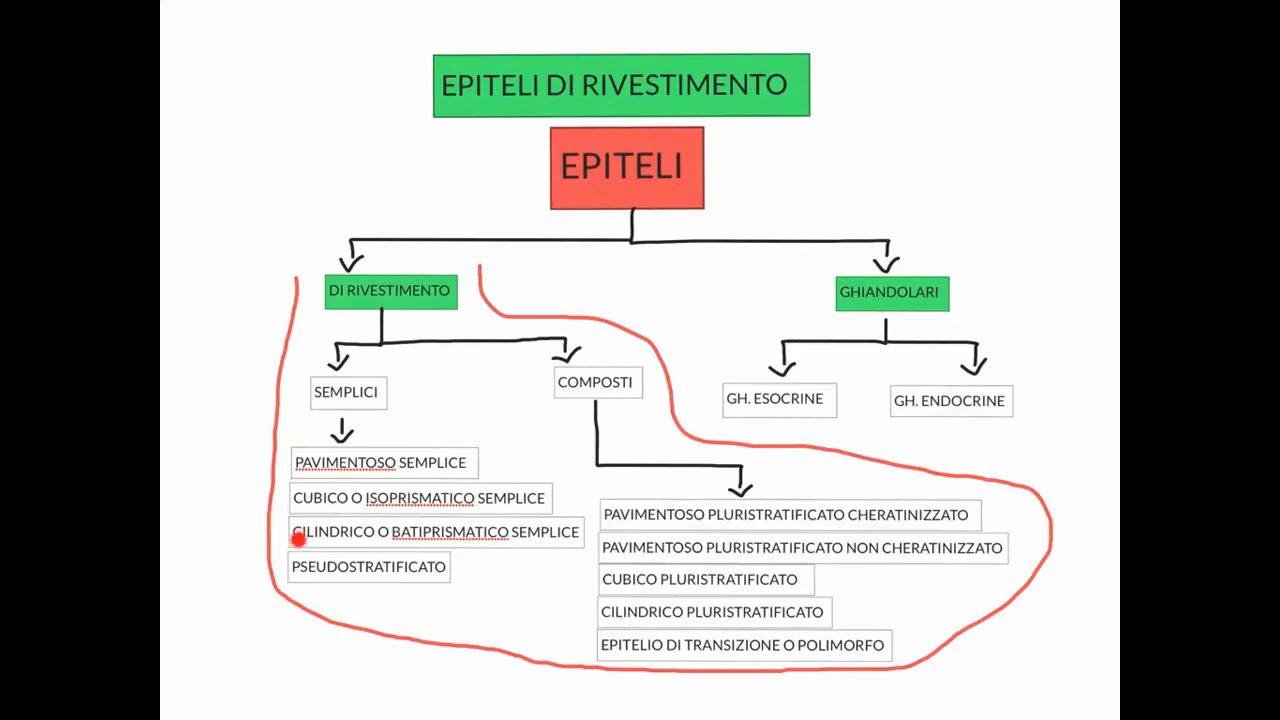 EPITELI DI RIVESTIMENTO
EPITELI
DI RIVESTIMENTO
GHIANDOLARI
SEMPLICI
COMPOSTI
GH. ESOCRINE
GH. ENDOCRINE
PAVIMENTOSO SEMPLICE
CUBICO O ISOPRISMATICO SEMPLICE
CILINDRICO O BATIPRISMATICO SEMPLICE
PSEUDOSTRATIFICATO
PAVIMENTOSO PLURISTRATIFICATO CHERATINIZZATO
PAVIMENTOSO PLURISTRATIFICATO NON CHERATINIZZATO
CUBICO PLURISTRATIFICATO
CILINDRICO PLURISTRATIFICATO
EPITELIO DI TRANSIZIONE O POLIMORFO